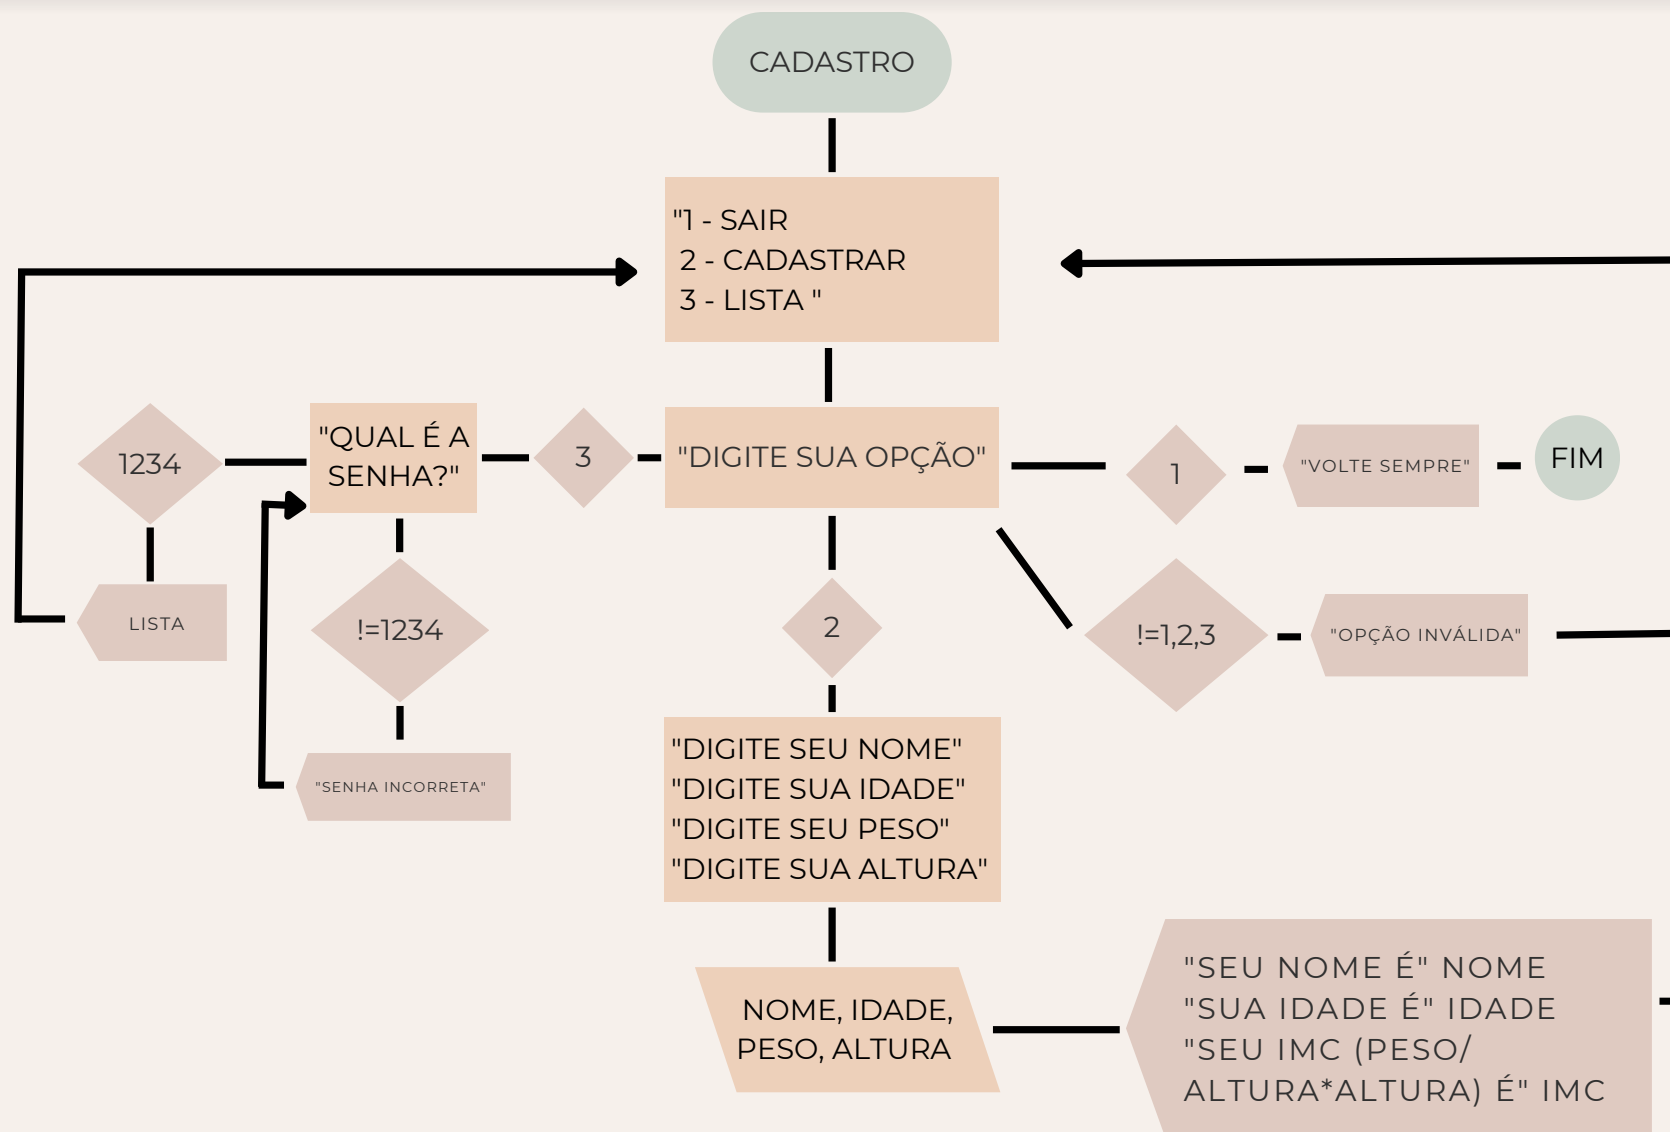 CADASTRO
"1 - SAIR
2 - CADASTRAR
3 - LISTA "
1234
"QUAL É A
SENHA?"
3
"DIGITE SUA OPÇÃO"
1
"VOLTE SEMPRE"
FIM
LISTA
!=1234
2
!=1,2,3
"OPÇÃO INVÁLIDA"
"SENHA INCORRETA"
"DIGITE SEU NOME"
"DIGITE SUA IDADE"
"DIGITE SEU PESO"
"DIGITE SUA ALTURA"
NOME, IDADE,
PESO, ALTURA
"SEU NOME É" NOME
"SUA IDADE É" IDADE
"SEU IMC (PESO/
ALTURA*ALTURA) É" IMC